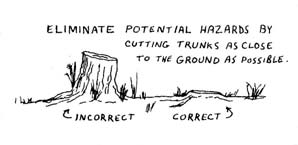 ELIMINATE POTENTIAL HAZARDS BY
CUTTING TRUNKS AS CLOSE
TO THE GROUND AS POSSIBLE.
INCORRECT CORRECT